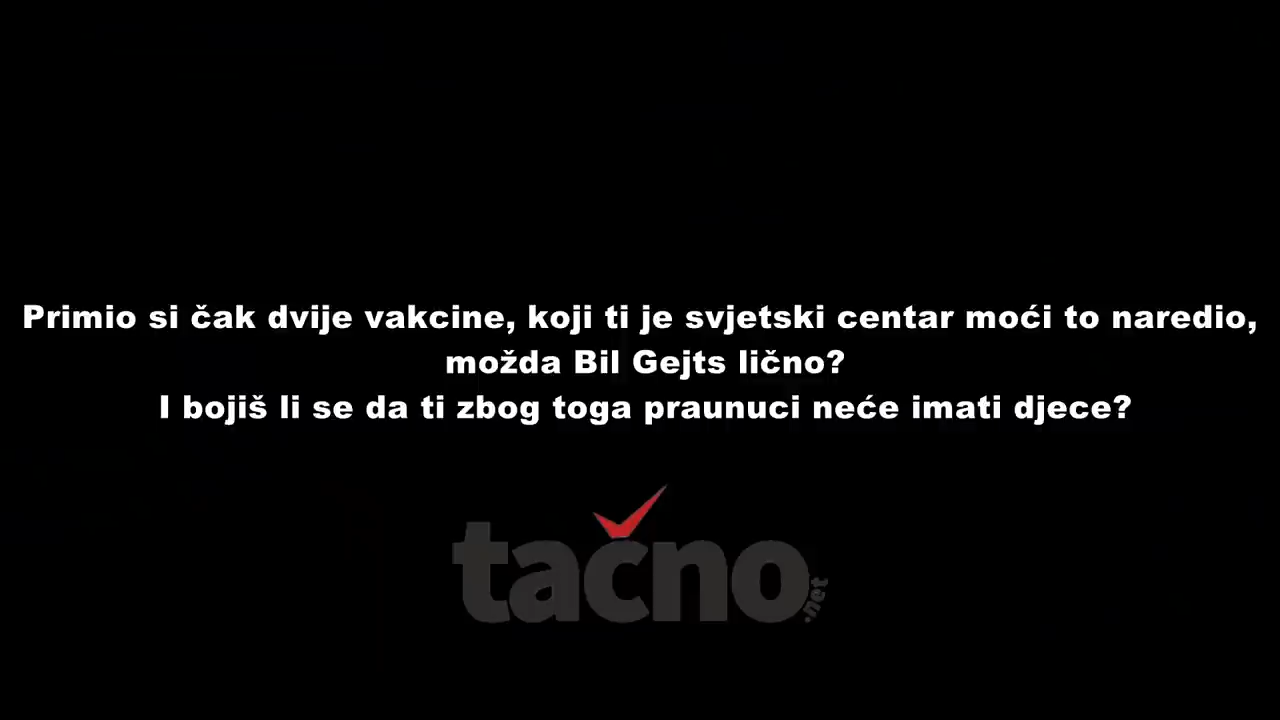 Primio si čak dvije vakcine, koji ti je svjetski centar moći to naredio,
možda Bil Gejts lično?
I bojiš li se da ti zbog toga praunuci neće imati djece?
tačno
.net